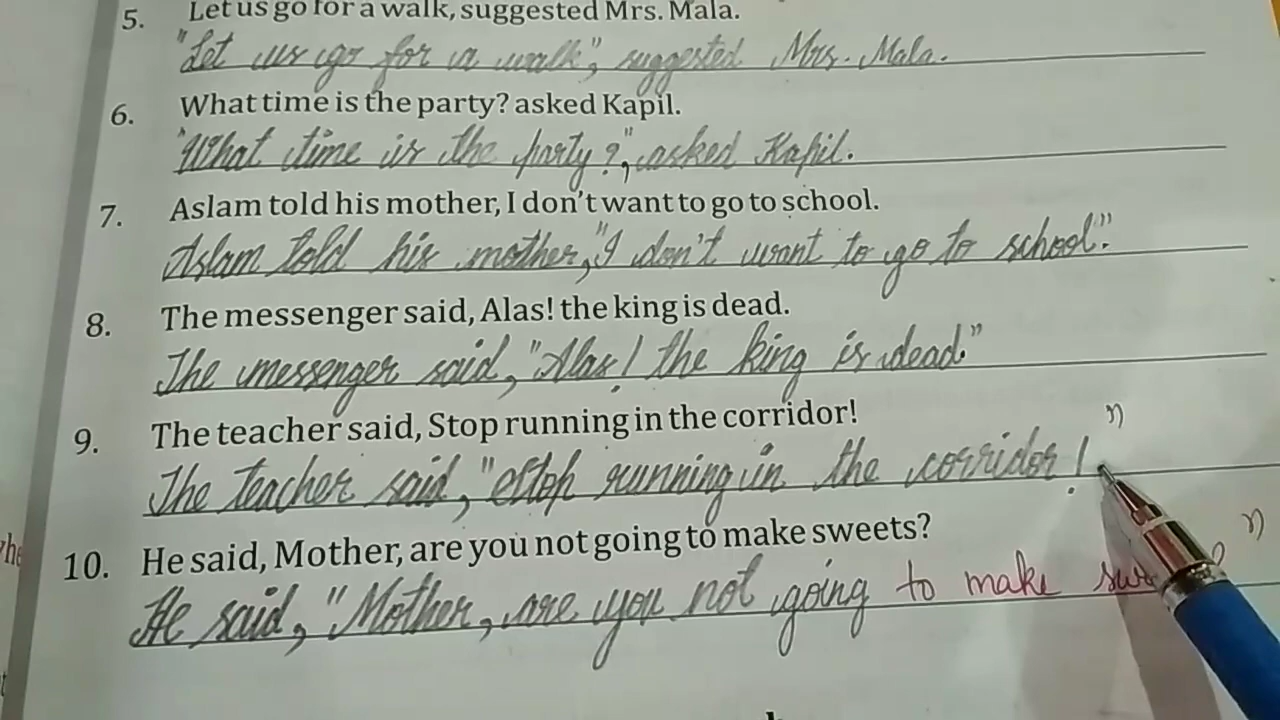 5. Let us go for a walk, suggested Mrs. Mala.
"Let us go for a walk", suggested Mrs. Mala.
6. What time is the party? asked Kapil.
"What time is the party?", asked Kapil.
7. Aslam told his mother, I don't want to go to school.
Aslam told his mother, "I don't want to go to school".
8. The messenger said, Alas! the king is dead.
The messenger said, "Alas! the king is dead."
9. The teacher said, Stop running in the corridor!
The teacher said, "Stop running in the corridor!"
10. He said, Mother, are you not going to make sweets?
He said, "Mother, are you not going to make